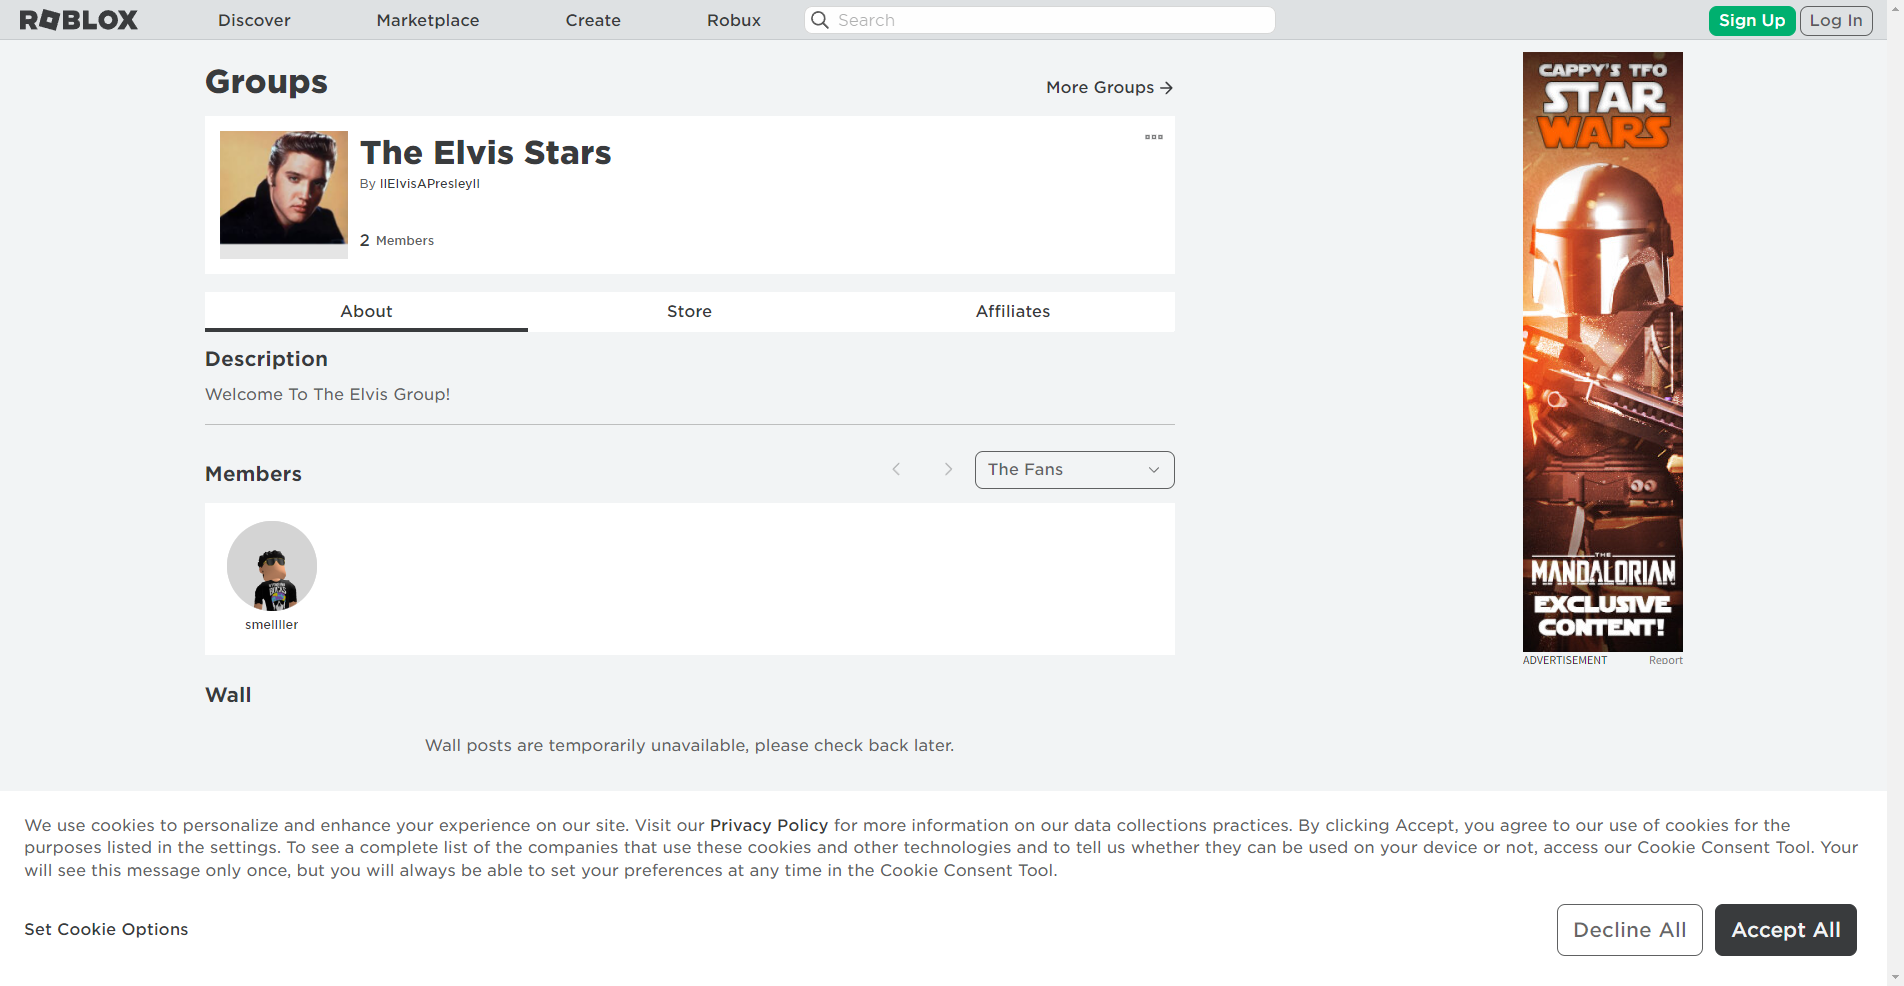 ROBLOX Discover Marketplace Create Robux Search Sign Up Log In
Groups
More Groups
The Elvis Stars
By IIElvisAPresleyII
2 Members
About Store Affiliates
Description
Welcome To The Elvis Group!
Members
The Fans
smellller
Wall
Wall posts are temporarily unavailable, please check back later.
CAPPY'S TFO
STAR
WARS
THE
MANDALORIAN
EXCLUSIVE
CONTENT!
ADVERTISEMENT Report
We use cookies to personalize and enhance your experience on our site. Visit our Privacy Policy for more information on our data collections practices. By clicking Accept, you agree to our use of cookies for the
purposes listed in the settings. To see a complete list of the companies that use these cookies and other technologies and to tell us whether they can be used on your device or not, access our Cookie Consent Tool. Your
will see this message only once, but you will always be able to set your preferences at any time in the Cookie Consent Tool.
Set Cookie Options
Decline All
Accept All